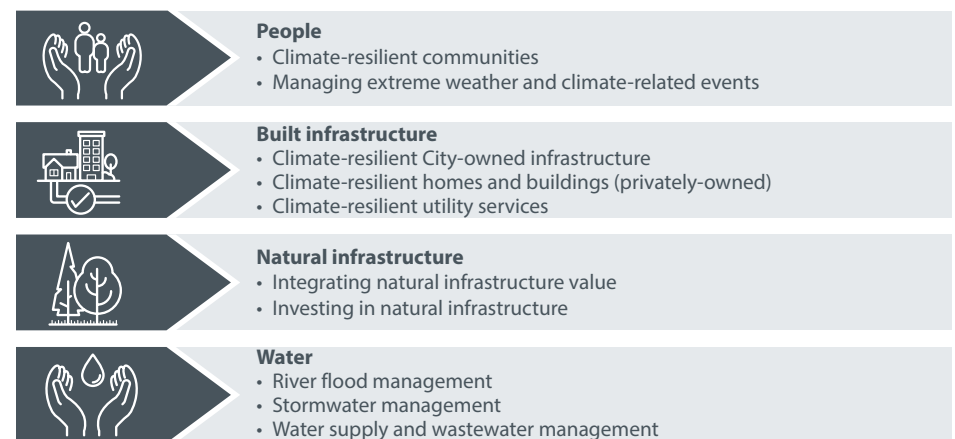 People
• Climate-resilient communities
• Managing extreme weather and climate-related events
Built infrastructure
• Climate-resilient City-owned infrastructure
• Climate-resilient homes and buildings (privately-owned)
• Climate-resilient utility services
Natural infrastructure
• Integrating natural infrastructure value
• Investing in natural infrastructure
Water
• River flood management
• Stormwater management
• Water supply and wastewater management